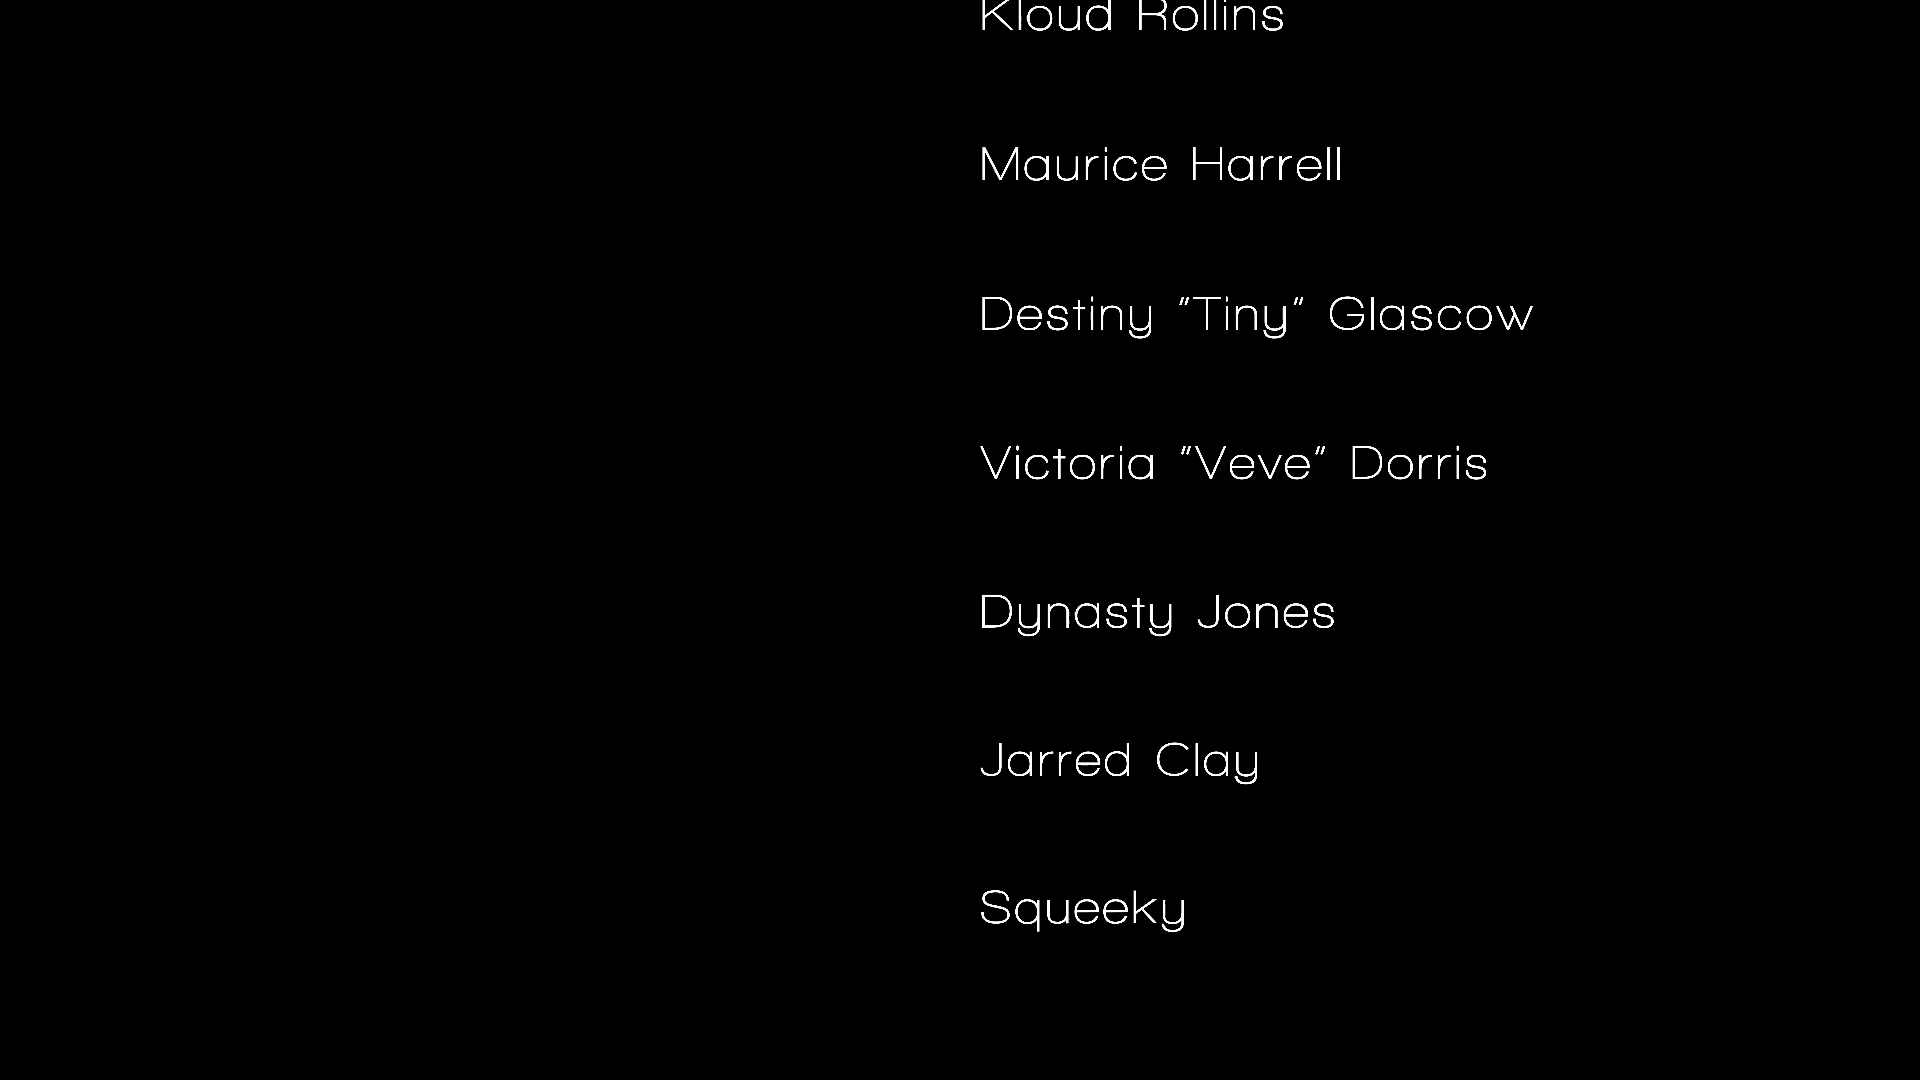 Kloud Rollins
Maurice Harrell
Destiny "Tiny" Glascow
Victoria "Veve" Dorris
Dynasty Jones
Jarred Clay
Squeeky